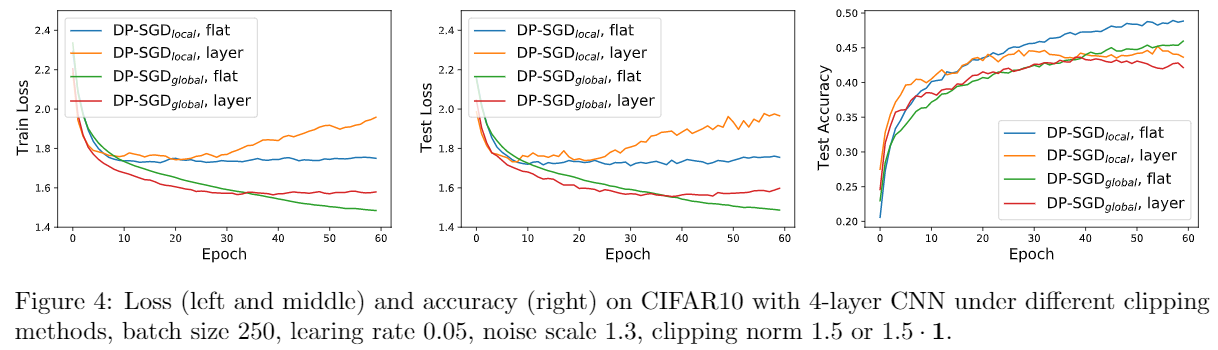 2.4
2.2
2.0
1.8
1.6
1.4
0
10
20
30
40
50
60
Train Loss
Epoch
DP-SGDlocal, flat
DP-SGDlocal, layer
DP-SGDglobal, flat
DP-SGDglobal, layer
2.4
2.2
2.0
1.8
1.6
1.4
0
10
20
30
40
50
60
Test Loss
Epoch
DP-SGDlocal, flat
DP-SGDlocal, layer
DP-SGDglobal, flat
DP-SGDglobal, layer
0.50
0.45
0.40
0.35
0.30
0.25
0.20
0
10
20
30
40
50
60
Test Accuracy
Epoch
DP-SGDlocal, flat
DP-SGDlocal, layer
DP-SGDglobal, flat
DP-SGDglobal, layer
Figure 4: Loss (left and middle) and accuracy (right) on CIFAR10 with 4-layer CNN under different clipping
methods, batch size 250, learing rate 0.05, noise scale 1.3, clipping norm 1.5 or 1.5 · 1.